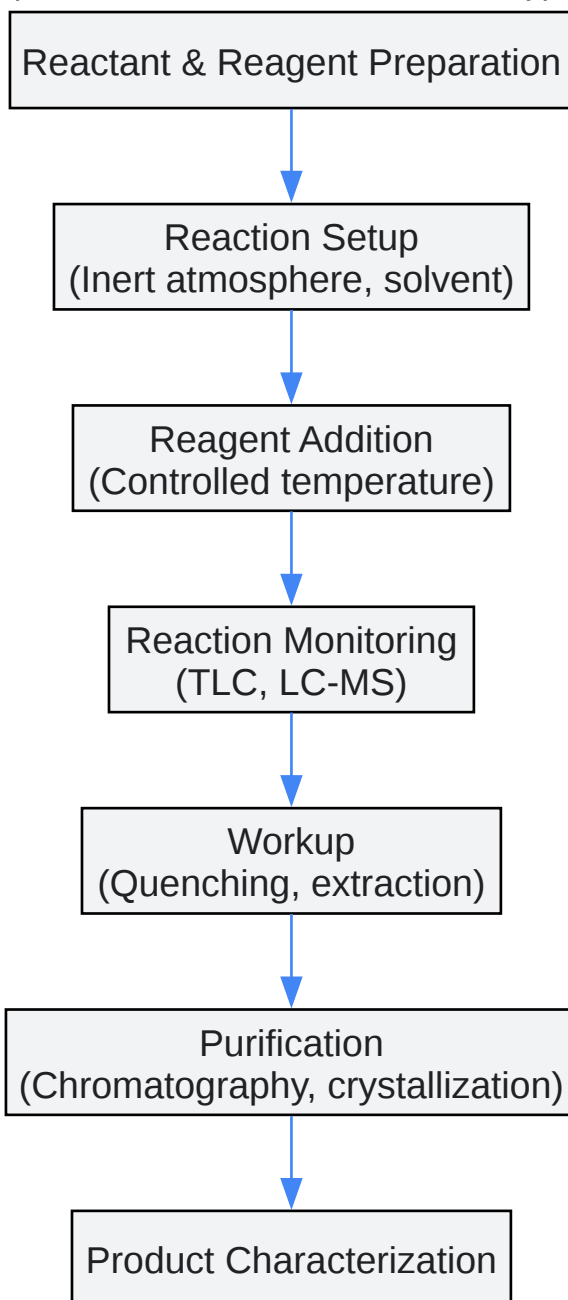 Reactant & Reagent Preparation
Reaction Setup
(Inert atmosphere, solvent)
Reagent Addition
(Controlled temperature)
Reaction Monitoring
(TLC, LC-MS)
Workup
(Quenching, extraction)
Purification
(Chromatography, crystallization)
Product Characterization